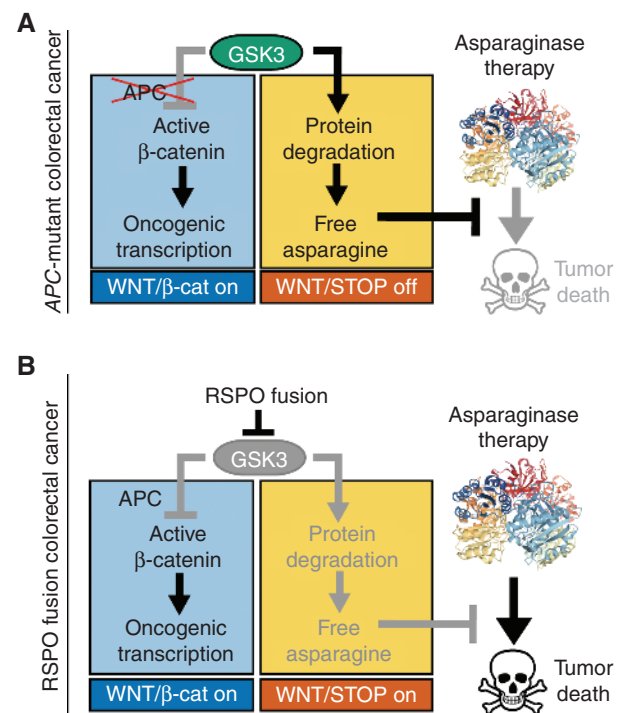 A
APC-mutant colorectal cancer
GSK3
Asparaginase
therapy
APC
Active
β-catenin
Oncogenic
transcription
WNT/β-cat on
Protein
degradation
Free
asparagine
WNT/STOP off
Tumor
death
B
RSPO fusion colorectal cancer
RSPO fusion
GSK3
Asparaginase
therapy
APC
Active
β-catenin
Oncogenic
transcription
WNT/β-cat on
Protein
degradation
Free
asparagine
WNT/STOP on
Tumor
death